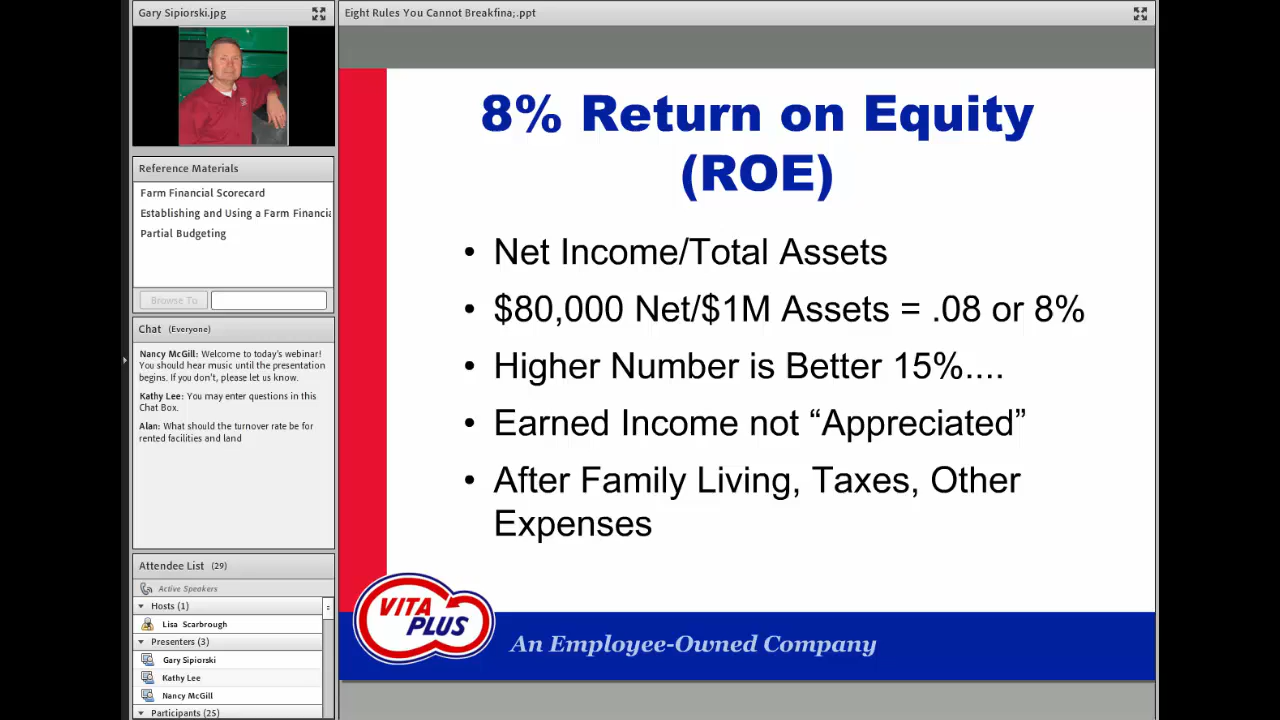 Gary Sipiorski.jpg
Reference Materials
Farm Financial Scorecard
Establishing and Using a Farm Financia
Partial Budgeting
Browse To
Chat (Everyone)
Nancy McGill: Welcome to today's webinar!
You should hear music until the presentation
begins. If you don't, please let us know.
Kathy Lee: You may enter questions in this
Chat Box.
Alan: What should the turnover rate be for
rented facilities and land
Attendee List (29)
Active Speakers
Hosts (1)
Lisa Scarbrough
Presenters (3)
Gary Sipiorski
Kathy Lee
Nancy McGill
Participants (25)
Eight Rules You Cannot Breakfina;.ppt
8% Return on Equity
(ROE)
• Net Income/Total Assets
• $80,000 Net/$1M Assets = .08 or 8%
• Higher Number is Better 15%....
• Earned Income not “Appreciated”
• After Family Living, Taxes, Other
Expenses
VITA
PLUS
An Employee-Owned Company